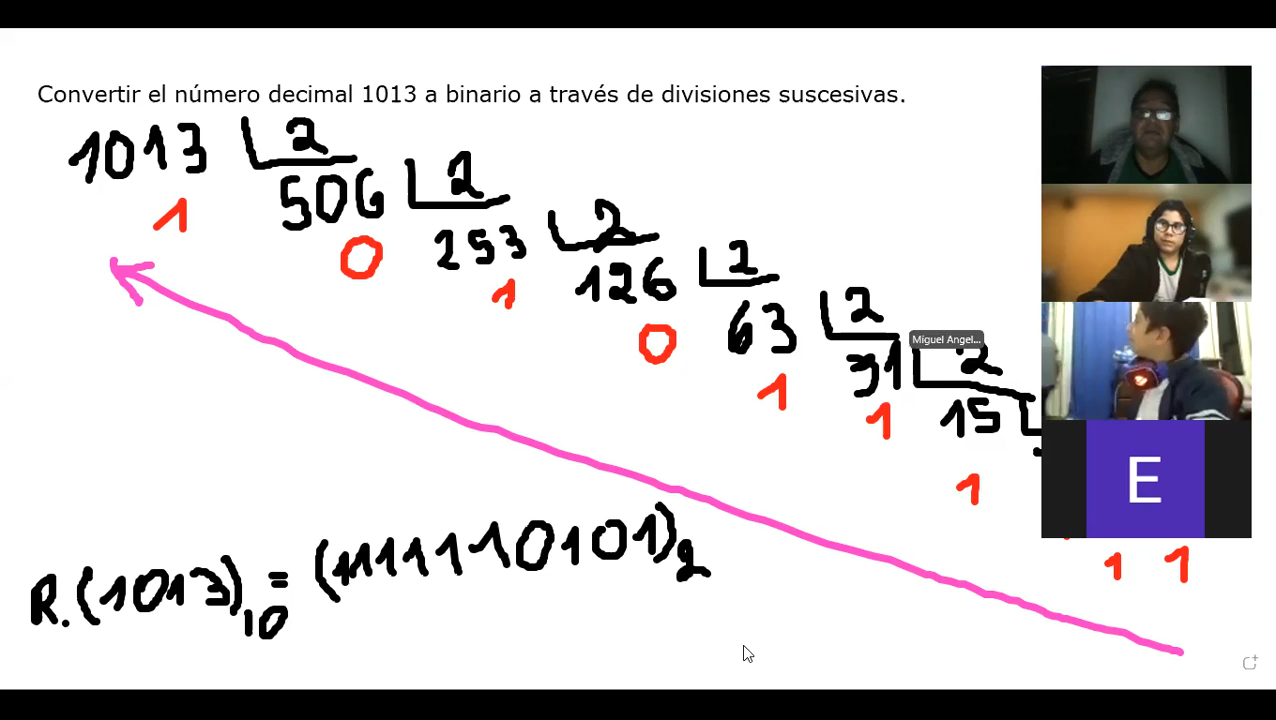 Convertir el número decimal 1013 a binario a través de divisiones suscesivas.
1013 2
1 506 2
0 253 2
1 126 2
0 63 2
1 31 2
Miguel Angel...
1 15
1
E
1 1
R. (1013)10 = (1111110101)2